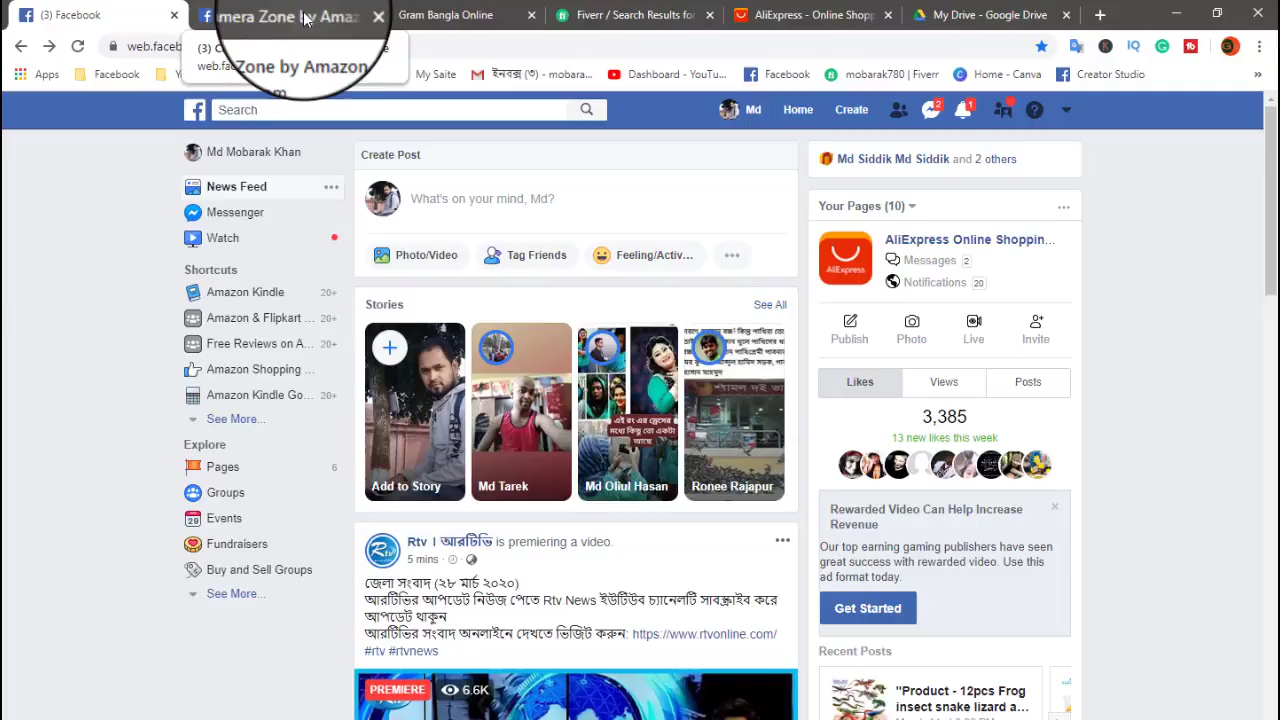 (3) Facebook
mera Zone by Amaz
Gram Bangla Online
Fiverr / Search Results for
AliExpress - Online Shopp
My Drive - Google Drive
Zone by Amazon
web.faceb
Apps
Facebook
My Saite
ইনবক্স (৩) - mobara...
Dashboard - YouTu...
Facebook
mobarak780 | Fiverr
Home - Canva
Creator Studio
Search
Md
Home
Create
2
1
Md Mobarak Khan
News Feed
Messenger
Watch
Shortcuts
Amazon Kindle 20+
Amazon & Flipkart ... 20+
Free Reviews on A... 20+
Amazon Shopping ...
Amazon Kindle Go... 20+
See More...
Explore
Pages 6
Groups
Events
Fundraisers
Buy and Sell Groups
See More...
Create Post
What's on your mind, Md?
Photo/Video
Tag Friends
Feeling/Activ...
Stories
See All
Add to Story
Md Tarek
এই রং এর ড্রেসের
মধ্যে কিছু তো একটা
আছে
Md Oliul Hasan
Ronee Rajapur
Rtv । আরটিভি is premiering a video.
5 mins
জেলা সংবাদ (২৮ মার্চ ২০২০)
আরটিভির আপডেট নিউজ পেতে Rtv News ইউটিউব চ্যানেলটি সাবস্ক্রাইব করে
আপডেট থাকুন
আরটিভির সংবাদ অনলাইনে দেখতে ভিজিট করুন: https://www.rtvonline.com/
#rtv #rtvnews
PREMIERE
6.6K
Md Siddik Md Siddik and 2 others
Your Pages (10)
AliExpress
AliExpress Online Shoppin...
Messages 2
Notifications 20
Publish
Photo
Live
Invite
Likes
Views
Posts
3,385
13 new likes this week
Rewarded Video Can Help Increase
Revenue
Our top earning gaming publishers have seen
great success with rewarded video. Use this
ad format today.
Get Started
Recent Posts
"Product - 12pcs Frog
insect snake lizard a...